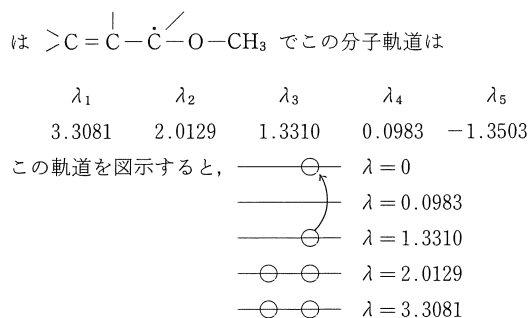 は >C=C－Ċ－O－CH₃ でこの分子軌道は
λ₁ λ₂ λ₃ λ₄ λ₅
3.3081 2.0129 1.3310 0.0983 −1.3503
この軌道を図示すると，
λ＝0
λ＝0.0983
λ＝1.3310
λ＝2.0129
λ＝3.3081